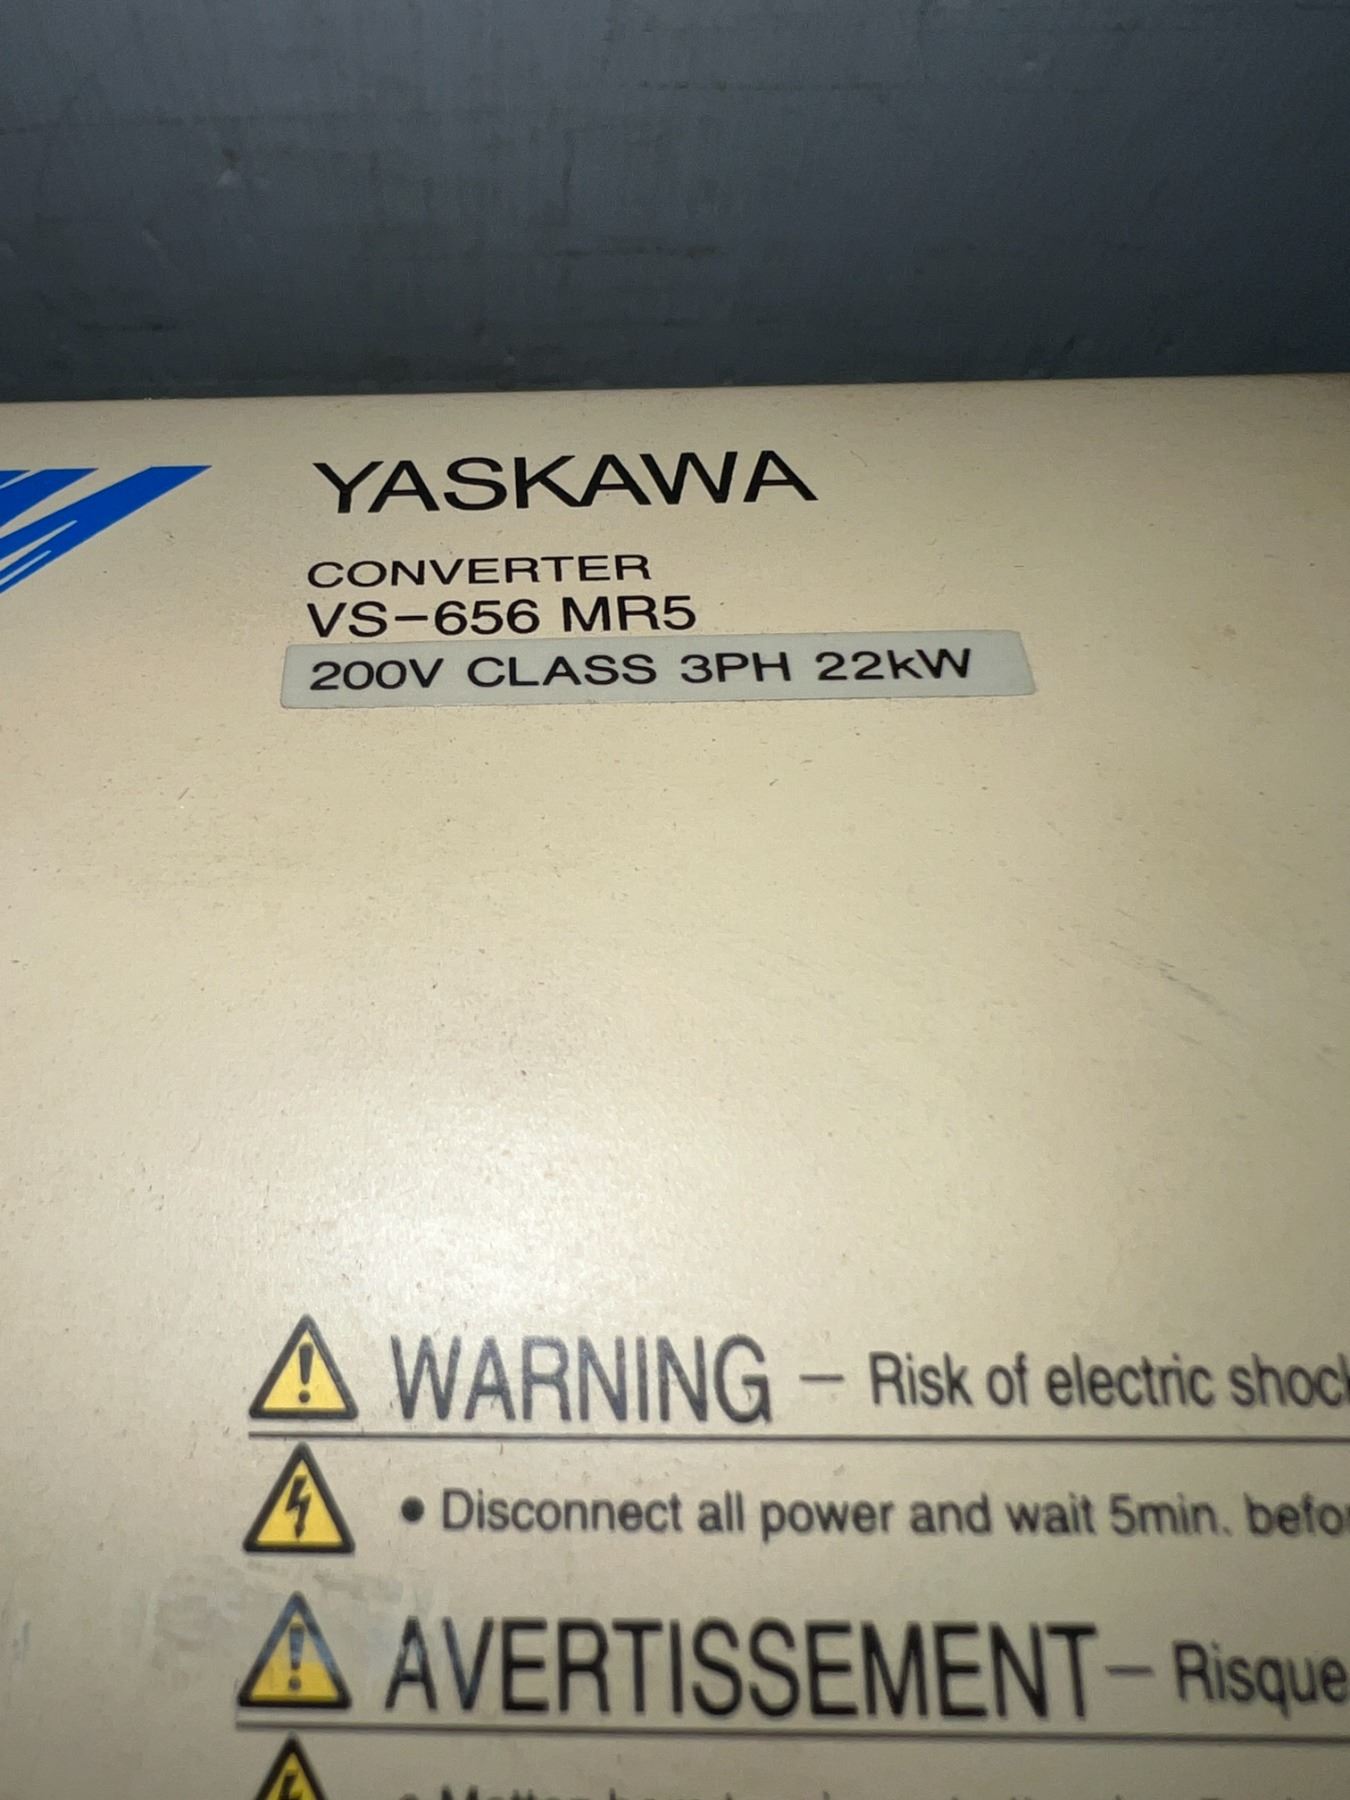 YASKAWA
CONVERTER
VS-656 MR5
200V CLASS 3PH 22kW
WARNING - Risk of electric shock
• Disconnect all power and wait 5min. befo
AVERTISSEMENT - Risque